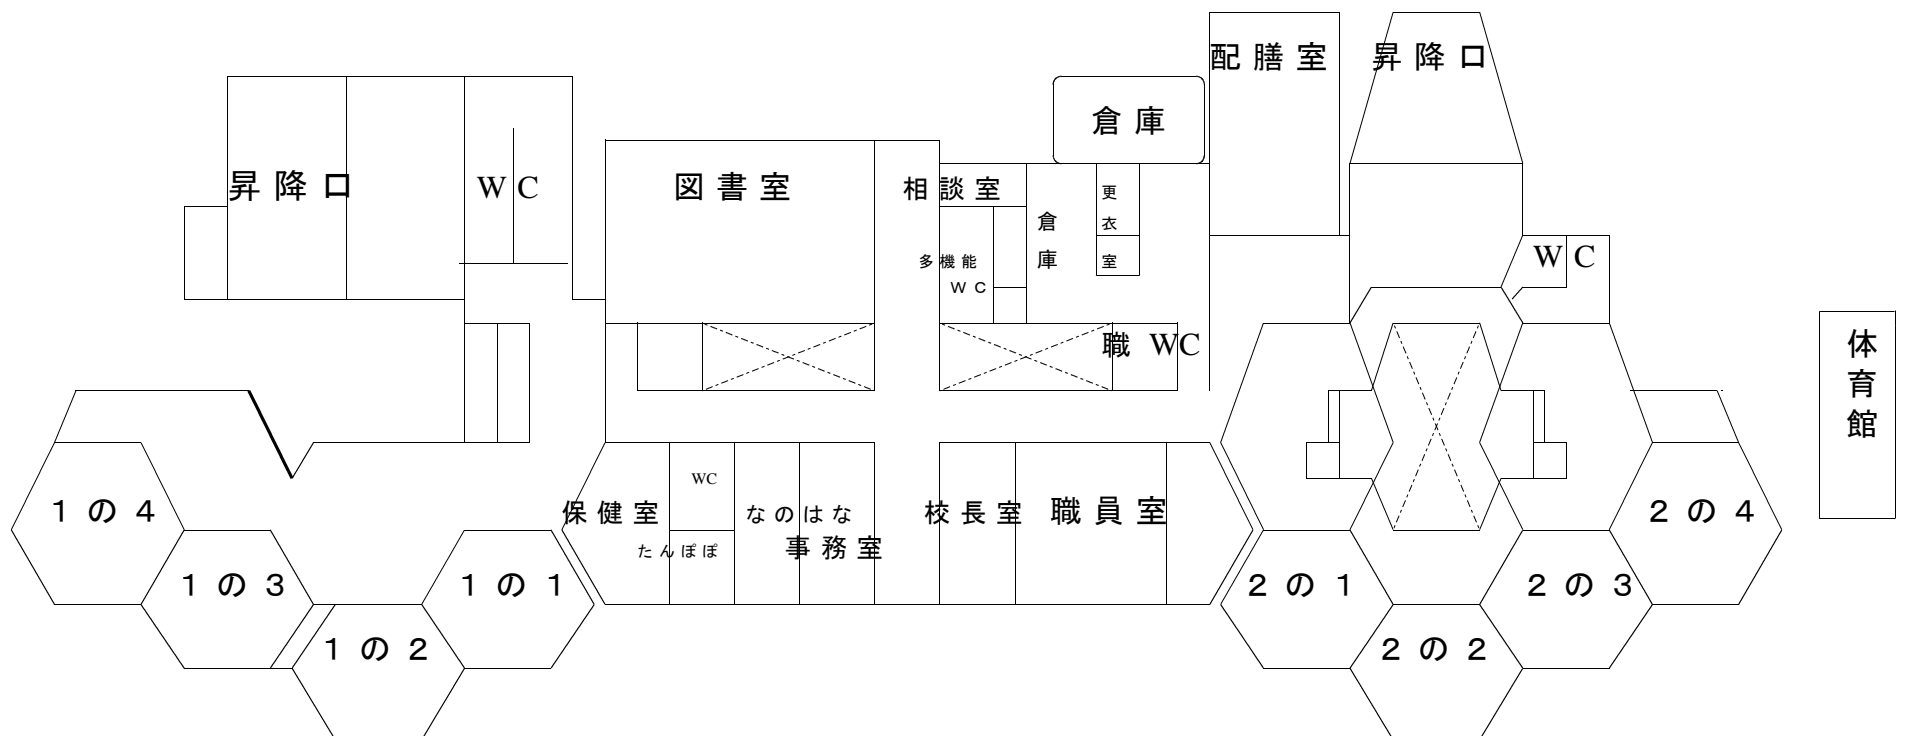 配膳室
昇降口
倉庫
昇降口
WC
図書室
相談室
倉庫
更衣室
多機能
WC
WC
職 WC
体育館
1の4
1の3
1の2
1の1
保健室
WC
たんぽぽ
なのはな
事務室
校長室
職員室
2の1
2の2
2の3
2の4